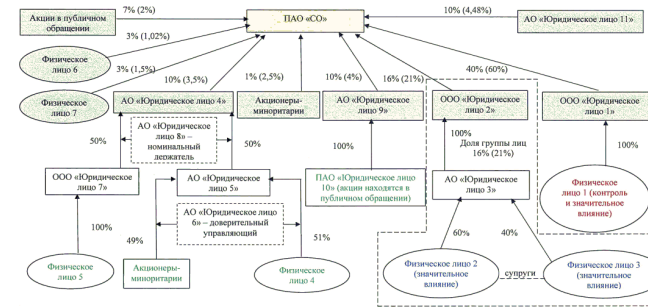 Акции в публичном
обращении
7% (2%)
ПАО «СО»
10% (4,48%)
АО «Юридическое лицо 11»
3% (1,02%)
Физическое
лицо 6
3% (1,5%)
40% (60%)
Физическое
лицо 7
10% (3,5%)
1% (2,5%)
10% (4%)
16% (21%)
АО «Юридическое лицо 4»
Акционеры-
миноритарии
АО «Юридическое
лицо 9»
ООО «Юридическое
лицо 2»
ООО «Юридическое
лицо 1»
50%
АО «Юридическое
лицо 8» –
номинальный
держатель
50%
100%
100%
Доля группы лиц
16% (21%)
100%
ООО «Юридическое
лицо 7»
АО «Юридическое
лицо 5»
ПАО «Юридическое лицо
10» (акции находятся в
публичном обращении)
АО «Юридическое
лицо 3»
Физическое
лицо 1 (контроль
и значительное
влияние)
100%
АО «Юридическое лицо
6» – доверительный
управляющий
49%
51%
60%
40%
Физическое
лицо 5
Акционеры-
миноритарии
Физическое
лицо 4
Физическое
лицо 2
(значительное
влияние)
супруги
Физическое
лицо 3
(значительное
влияние)